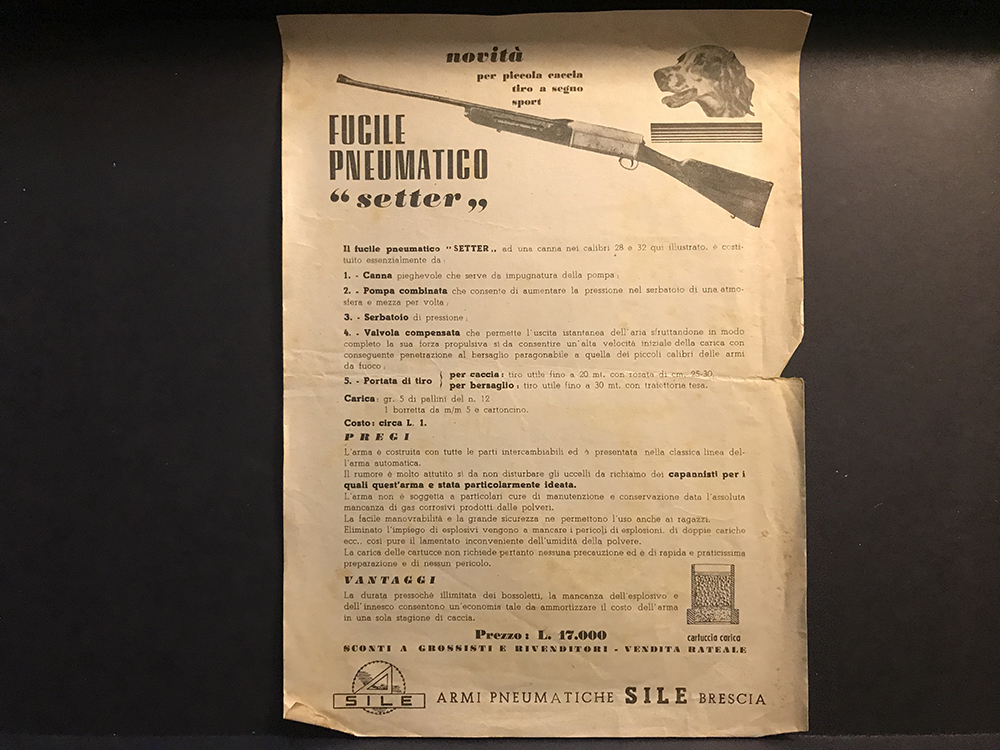 novità
per piccola caccia
tiro a segno
sport
FUCILE
PNEUMATICO
“setter„
Il fucile pneumatico “SETTER„ ad una canna nei calibri 28 e 32 qui illustrato, è costi-
tuito essenzialmente da:
1. - Canna pieghevole che serve da impugnatura della pompa;
2. - Pompa combinata che consente di aumentare la pressione nel serbatoio di una atmo-
sfera e mezza per volta;
3. - Serbatoio di pressione;
4. - Valvola compensata che permette l'uscita istantanea dell'aria sfruttandone in modo
completo la sua forza propulsiva sì da consentire un'alta velocità iniziale della carica con
conseguente penetrazione al bersaglio paragonabile a quella dei piccoli calibri delle armi
da fuoco;
5. - Portata di tiro } per caccia: tiro utile fino a 20 mt. con rosata di cm. 25-30
per bersaglio: tiro utile fino a 30 mt. con traiettoria tesa.
Carica: gr. 5 di pallini del n. 12
1 borretta da m/m 5 e cartoncino.
Costo: circa L. 1.
PREGI
L'arma è costruita con tutte le parti intercambiabili ed è presentata nella classica linea del-
l'arma automatica.
Il rumore è molto attutito sì da non disturbare gli uccelli da richiamo dei capannisti per i
quali quest'arma e stata particolarmente ideata.
L'arma non è soggetta a particolari cure di manutenzione e conservazione data l'assoluta
mancanza di gas corrosivi prodotti dalle polveri.
La facile manovrabilità e la grande sicurezza ne permettono l'uso anche ai ragazzi.
Eliminato l'impiego di esplosivi vengono a mancare i pericoli di esplosioni, di doppie cariche
ecc., così pure il lamentato inconveniente dell'umidità della polvere.
La carica delle cartucce non richiede pertanto nessuna precauzione ed è di rapida e praticissima
preparazione e di nessun pericolo.
VANTAGGI
La durata pressochè illimitata dei bossoletti, la mancanza dell'esplosivo e
dell'innesco consentono un'economia tale da ammortizzare il costo dell'arma
in una sola stagione di caccia.
cartuccia carica
Prezzo: L. 17.000
SCONTI A GROSSISTI E RIVENDITORI - VENDITA RATEALE
SILE
ARMI PNEUMATICHE SILE BRESCIA